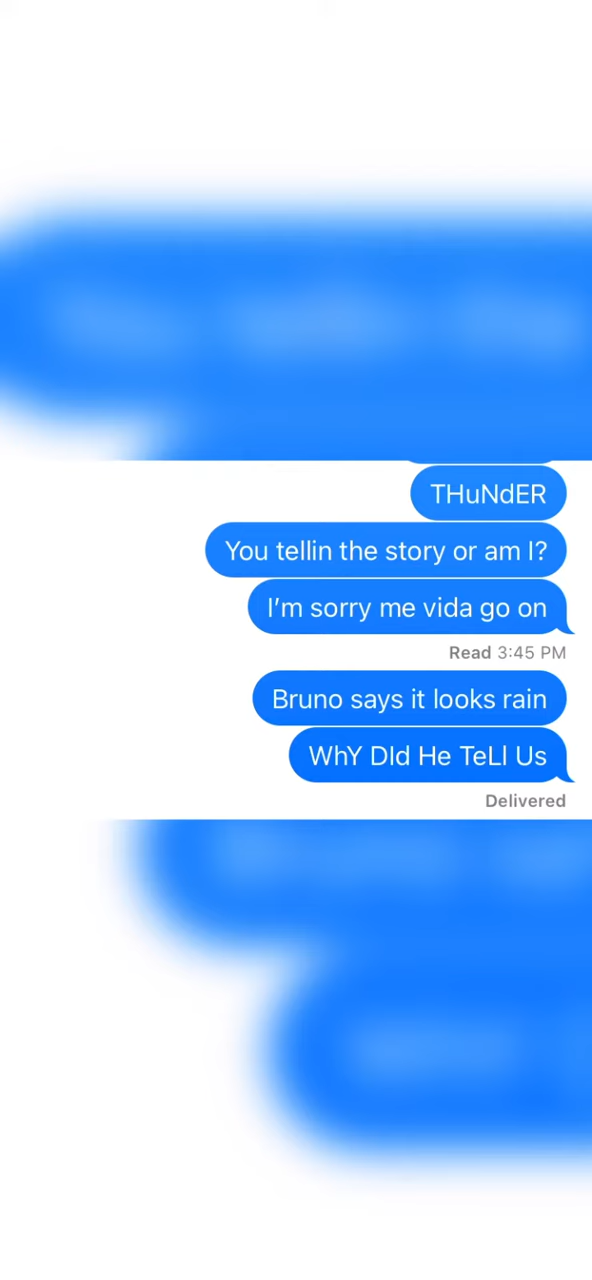 THuNdER
You tellin the story or am I?
I'm sorry me vida go on
Read 3:45 PM
Bruno says it looks rain
WhY DId He TeLl Us
Delivered